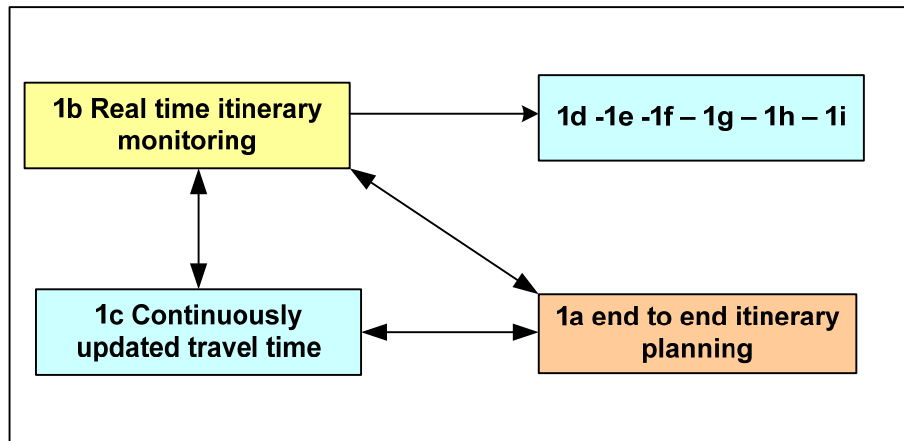 1b Real time itinerary
monitoring
1d -1e -1f – 1g – 1h – 1i
1c Continuously
updated travel time
1a end to end itinerary
planning